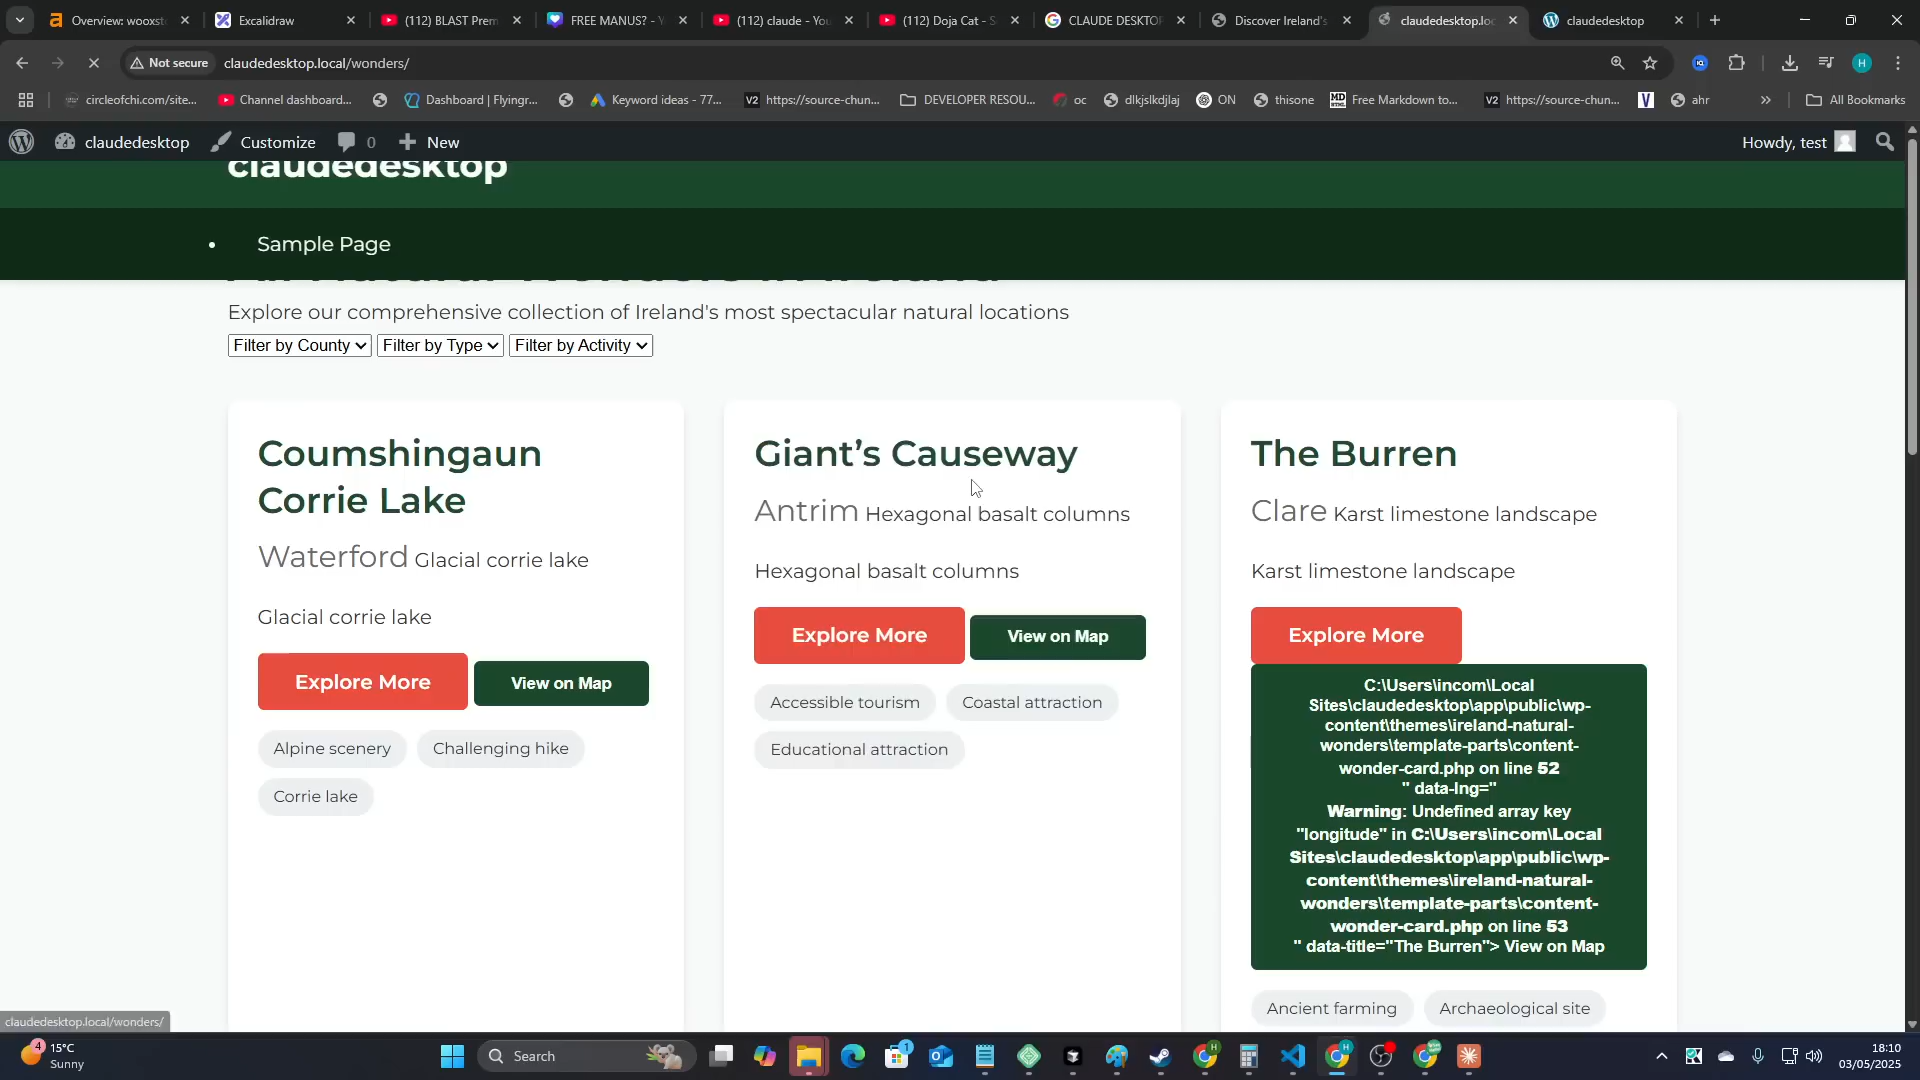 Overview: wooxst
Excalidraw
(112) BLAST Prem
FREE MANUS? - Y
(112) claude - You
(112) Doja Cat - S
CLAUDE DESKTOP
Discover Ireland's
claudedesktop.loc
claudedesktop
Not secure
claudedesktop.local/wonders/
H
circleofchi.com/site...
Channel dashboard...
Dashboard | Flyingr...
Keyword ideas - 77...
V2 https://source-chun...
DEVELOPER RESOU...
oc
dlkjslkdjlaj
ON
thisone
Free Markdown to...
V2 https://source-chun...
ahr
All Bookmarks
claudedesktop
Customize
0
New
Howdy, test
claudedesktop
Sample Page
Explore our comprehensive collection of Ireland's most spectacular natural locations
Filter by County
Filter by Type
Filter by Activity
Coumshingaun
Corrie Lake
Waterford Glacial corrie lake
Glacial corrie lake
Explore More
View on Map
Alpine scenery
Challenging hike
Corrie lake
Giant’s Causeway
Antrim Hexagonal basalt columns
Hexagonal basalt columns
Explore More
View on Map
Accessible tourism
Coastal attraction
Educational attraction
The Burren
Clare Karst limestone landscape
Karst limestone landscape
Explore More
C:\Users\incom\Local
Sites\claudedesktop\app\public\wp-
content\themes\ireland-natural-
wonders\template-parts\content-
wonder-card.php on line 52
" data-lng="
Warning: Undefined array key
"longitude" in C:\Users\incom\Local
Sites\claudedesktop\app\public\wp-
content\themes\ireland-natural-
wonders\template-parts\content-
wonder-card.php on line 53
" data-title="The Burren"> View on Map
Ancient farming
Archaeological site
claudedesktop.local/wonders/
4
15°C
Sunny
Search
1
18:10
03/05/2025